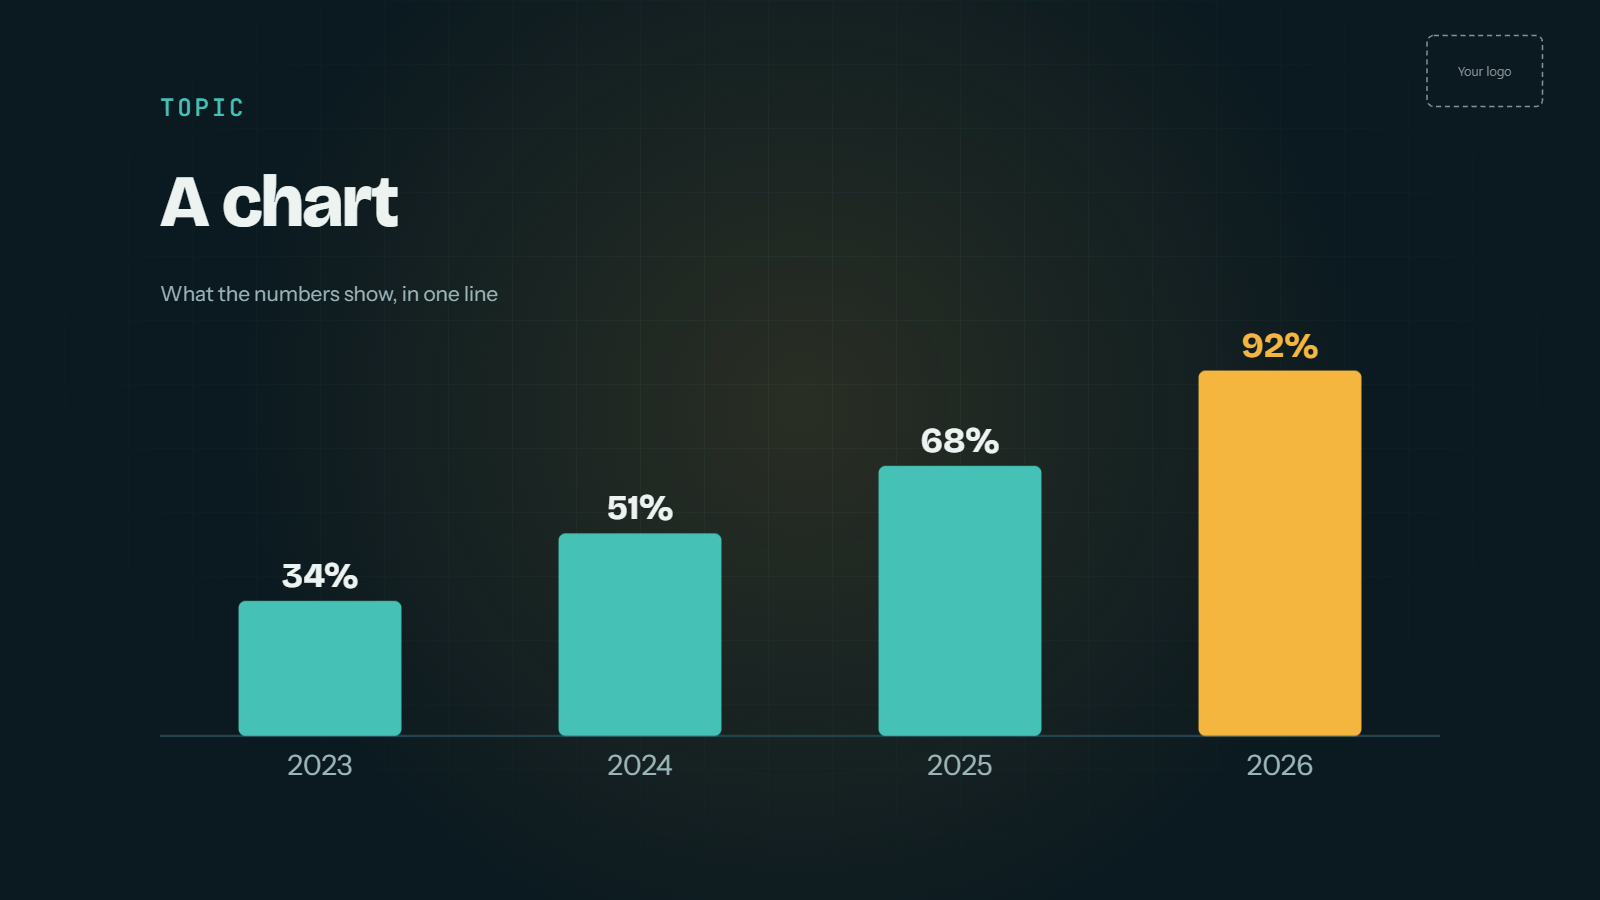 Your logo
TOPIC
A chart
What the numbers show, in one line
34%
51%
68%
92%
2023
2024
2025
2026